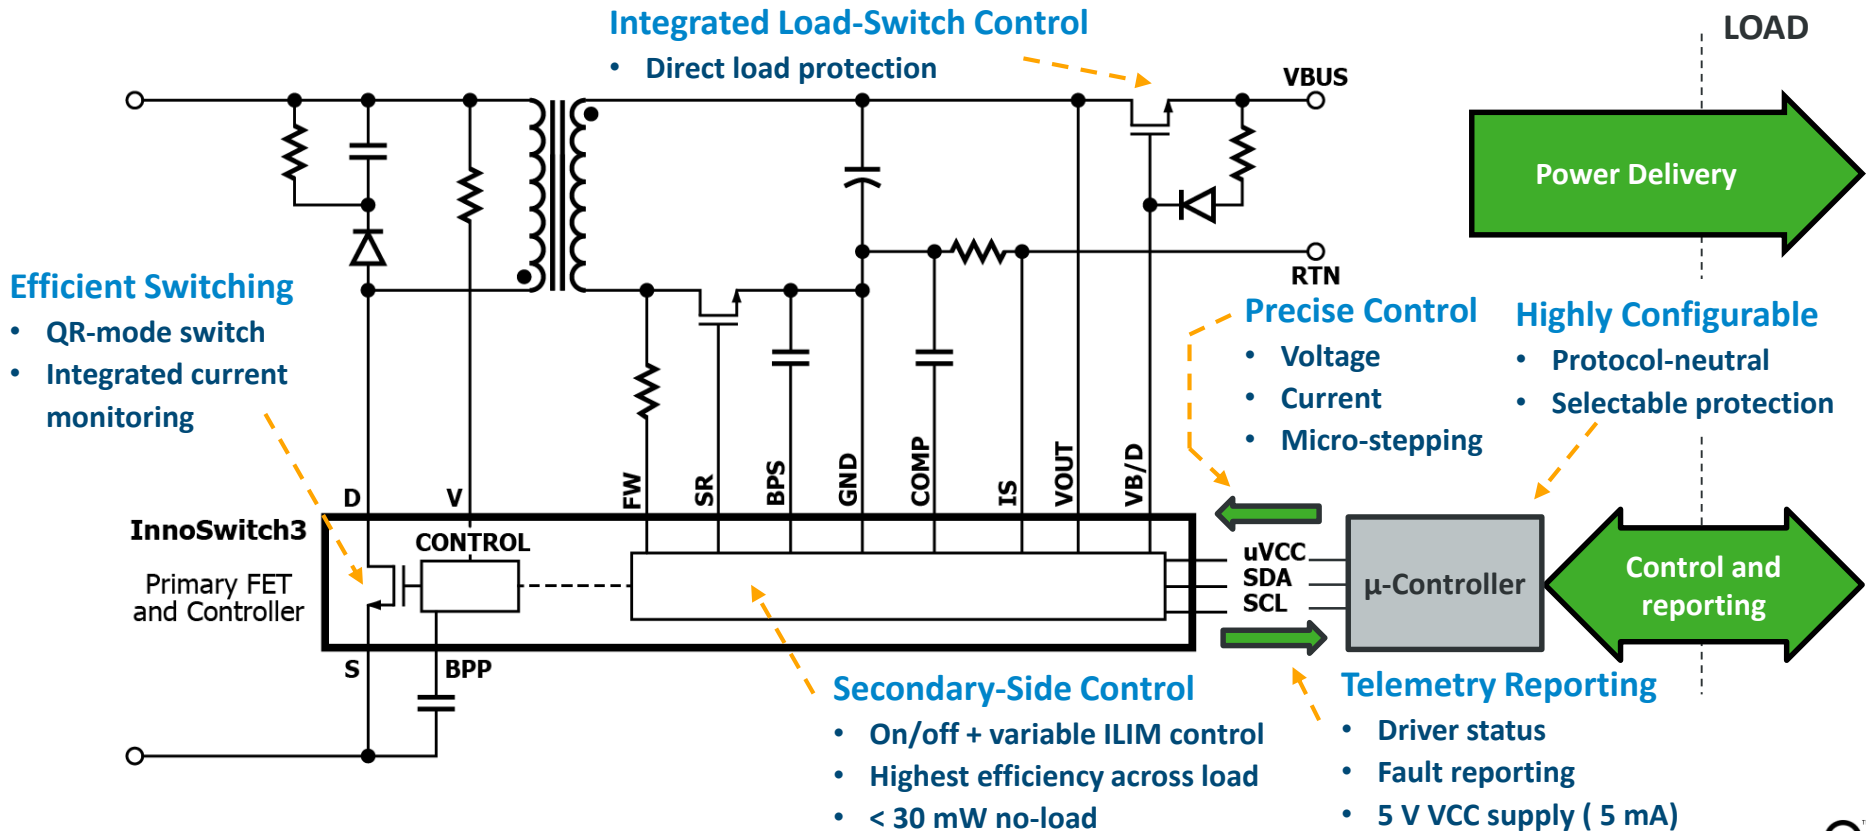 Integrated Load-Switch Control
• Direct load protection
LOAD
VBUS
Power Delivery
RTN
Efficient Switching
• QR-mode switch
• Integrated current
monitoring
Precise Control
• Voltage
• Current
• Micro-stepping
Highly Configurable
• Protocol-neutral
• Selectable protection
D
V
FW
SR
BPS
GND
COMP
IS
VOUT
VB/D
InnoSwitch3
Primary FET
and Controller
CONTROL
uVCC
SDA
SCL
µ-Controller
Control and
reporting
S
BPP
Secondary-Side Control
• On/off + variable ILIM control
• Highest efficiency across load
• < 30 mW no-load
Telemetry Reporting
• Driver status
• Fault reporting
• 5 V VCC supply ( 5 mA)